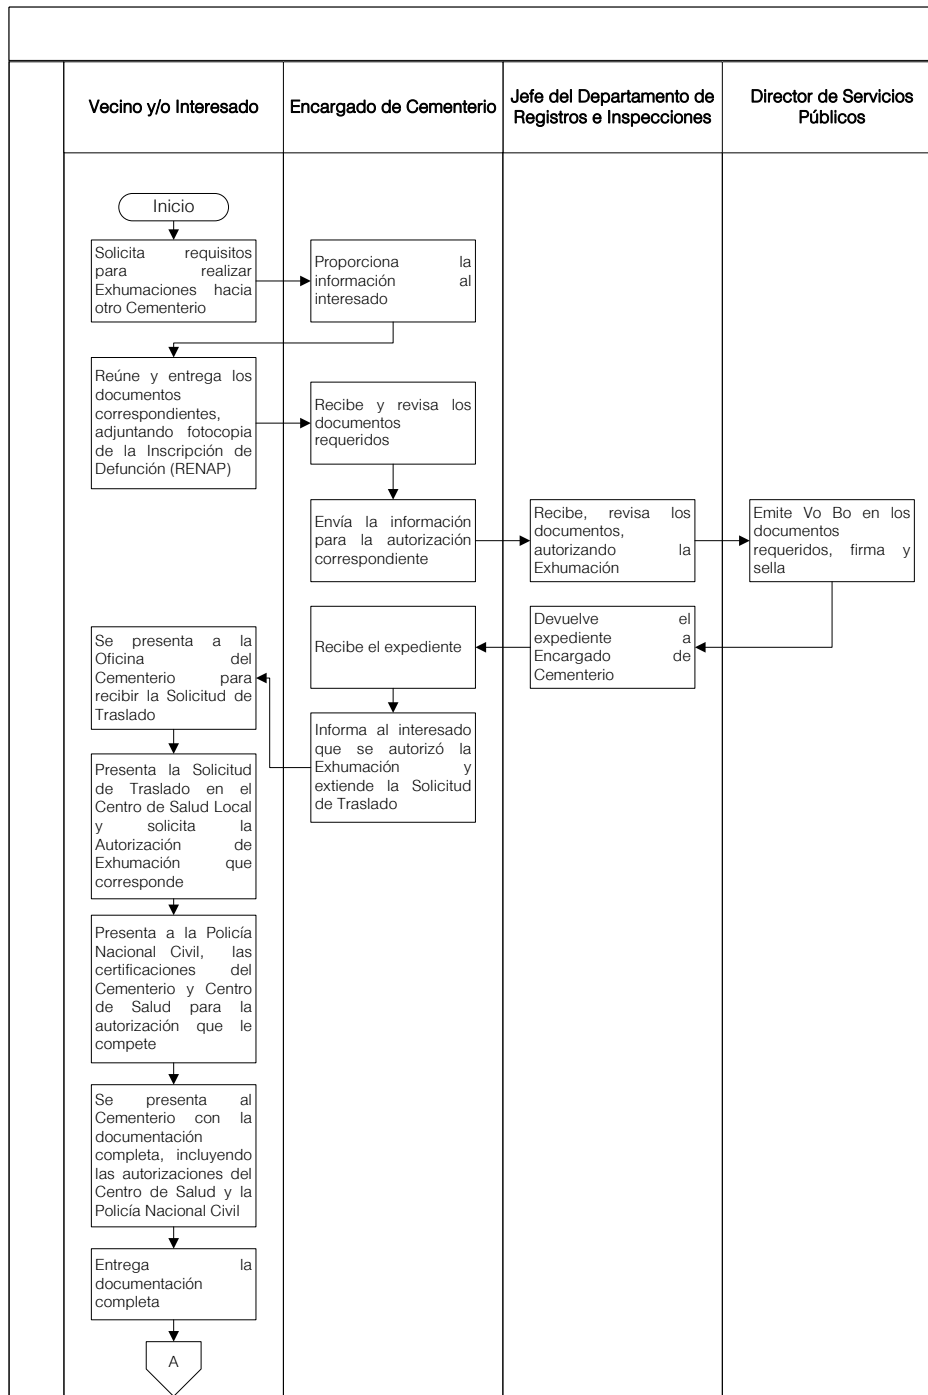 Vecino y/o Interesado
Encargado de Cementerio
Jefe del Departamento de
Registros e Inspecciones
Director de Servicios
Públicos
Inicio
Solicita requisitos
para realizar
Exhumaciones hacia
otro Cementerio
Proporciona la
información al
interesado
Reúne y entrega los
documentos
correspondientes,
adjuntando fotocopia
de la Inscripción de
Defunción (RENAP)
Recibe y revisa los
documentos
requeridos
Envía la información
para la autorización
correspondiente
Recibe, revisa los
documentos,
autorizando la
Exhumación
Emite Vo Bo en los
documentos
requeridos, firma y
sella
Devuelve el
expediente a
Encargado de
Cementerio
Recibe el expediente
Informa al interesado
que se autorizó la
Exhumación y
extiende la Solicitud
de Traslado
Se presenta a la
Oficina del
Cementerio para
recibir la Solicitud de
Traslado
Presenta la Solicitud
de Traslado en el
Centro de Salud Local
y solicita la
Autorización de
Exhumación que
corresponde
Presenta a la Policía
Nacional Civil, las
certificaciones del
Cementerio y Centro
de Salud para la
autorización que le
compete
Se presenta al
Cementerio con la
documentación
completa, incluyendo
las autorizaciones del
Centro de Salud y la
Policía Nacional Civil
Entrega la
documentación
completa
A